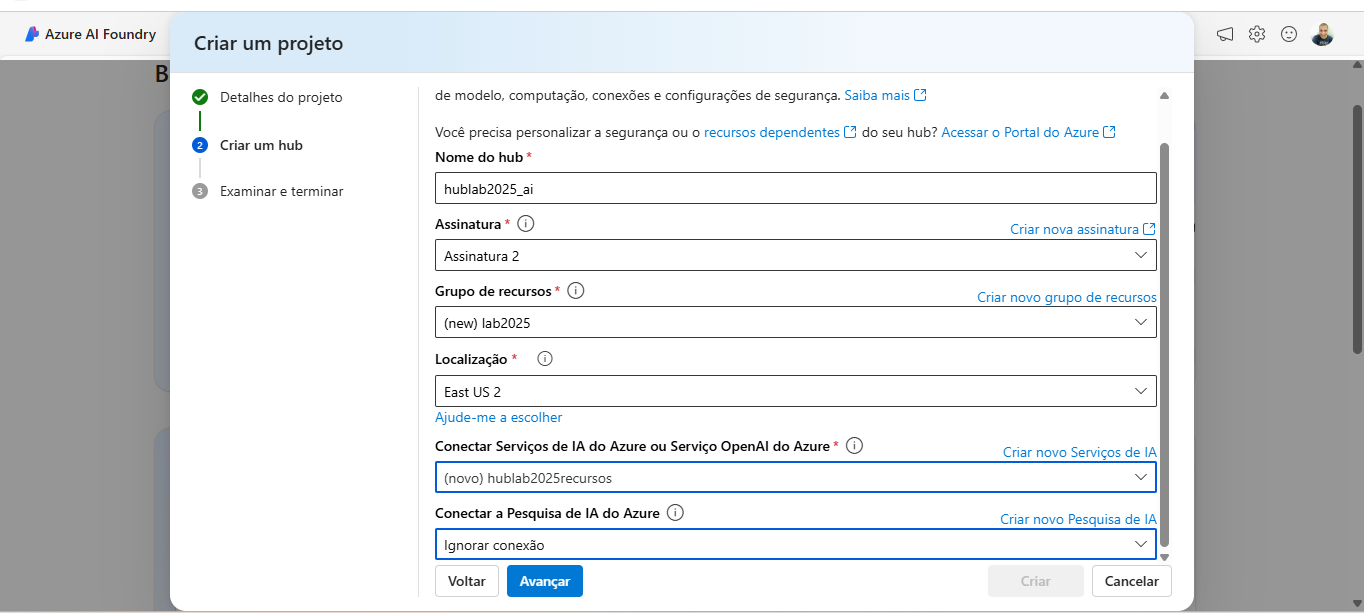 Azure AI Foundry
B
Criar um projeto
Detalhes do projeto
2 Criar um hub
3 Examinar e terminar
de modelo, computação, conexões e configurações de segurança. Saiba mais
Você precisa personalizar a segurança ou o recursos dependentes do seu hub? Acessar o Portal do Azure
Nome do hub *
hublab2025_ai
Assinatura *
Criar nova assinatura
Assinatura 2
Grupo de recursos *
Criar novo grupo de recursos
(new) lab2025
Localização *
East US 2
Ajude-me a escolher
Conectar Serviços de IA do Azure ou Serviço OpenAI do Azure *
Criar novo Serviços de IA
(novo) hublab2025recursos
Conectar a Pesquisa de IA do Azure
Criar novo Pesquisa de IA
Ignorar conexão
Voltar Avançar Criar Cancelar